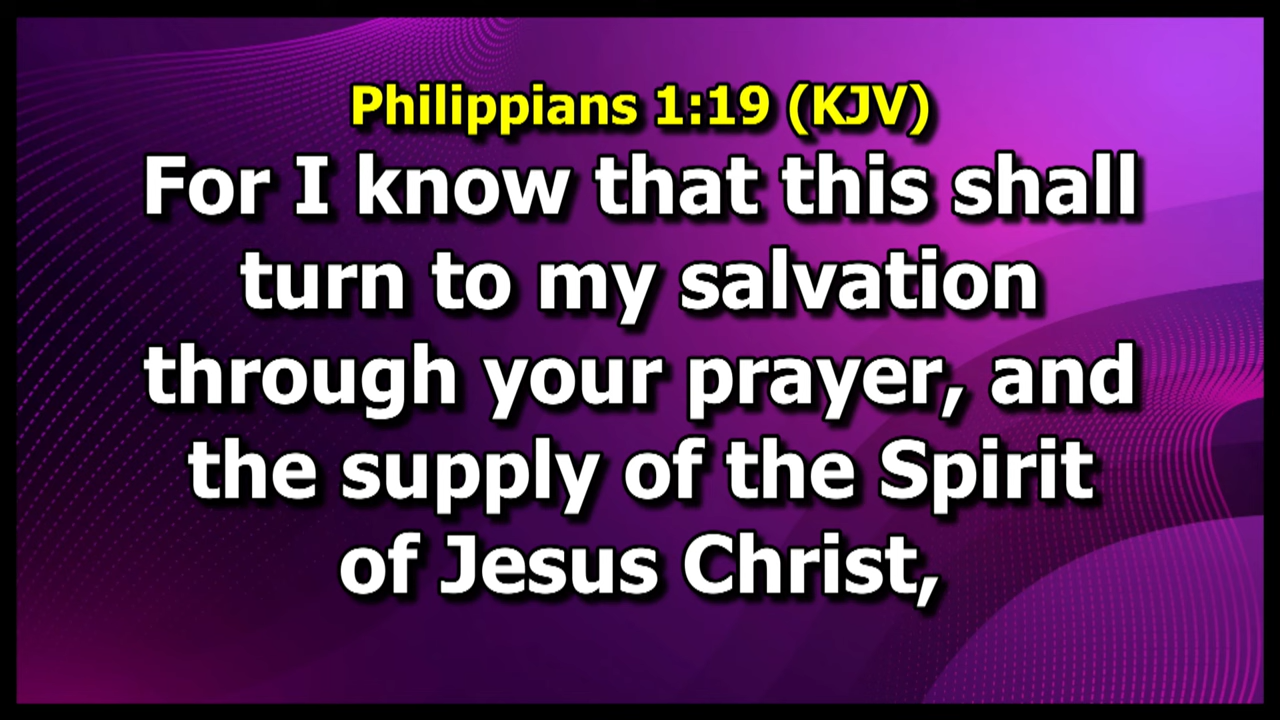 Philippians 1:19 (KJV)
For I know that this shall
turn to my salvation
through your prayer, and
the supply of the Spirit
of Jesus Christ,